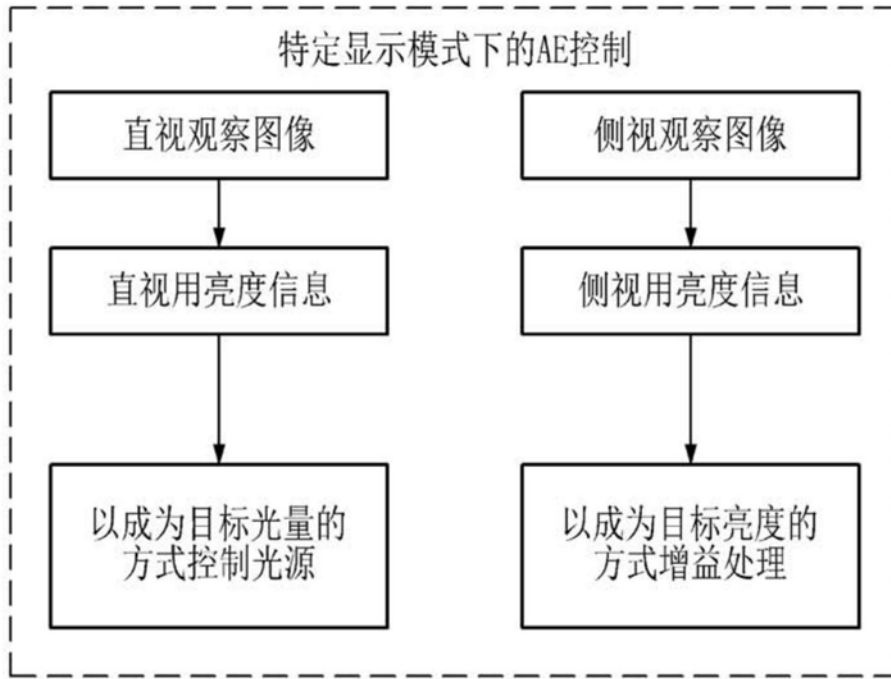 特定显示模式下的AE控制
直视观察图像
侧视观察图像
直视用亮度信息
侧视用亮度信息
以成为目标光量的
方式控制光源
以成为目标亮度的
方式增益处理